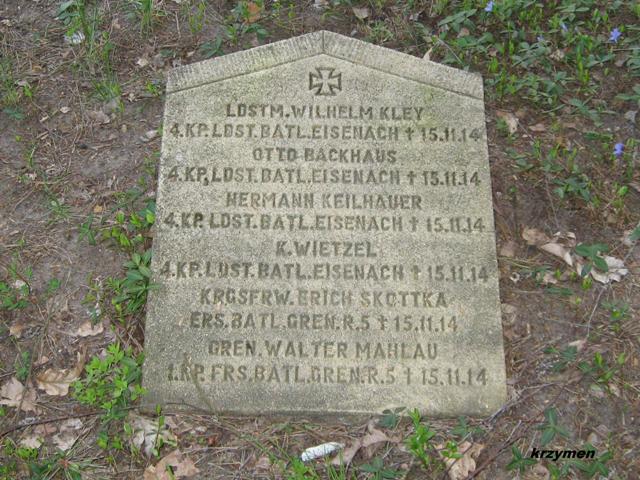 LDSTM. WILHELM KLEY
4.KP. LDST. BATL. EISENACH † 15.11.14
OTTO BACKHAUS
4.KP. LDST. BATL. EISENACH † 15.11.14
HERMANN KEILHAUER
4.KP. LDST. BATL. EISENACH † 15.11.14
K. WIETZEL
4.KP. LDST. BATL. EISENACH † 15.11.14
KRGSFRW. ERICH SKOTTKA
ERS. BATL. GREN. R. 5 † 15.11.14
GREN. WALTER MAHLAU
1.KP. ERS. BATL. GREN. R. 5 † 15.11.14
krzymen